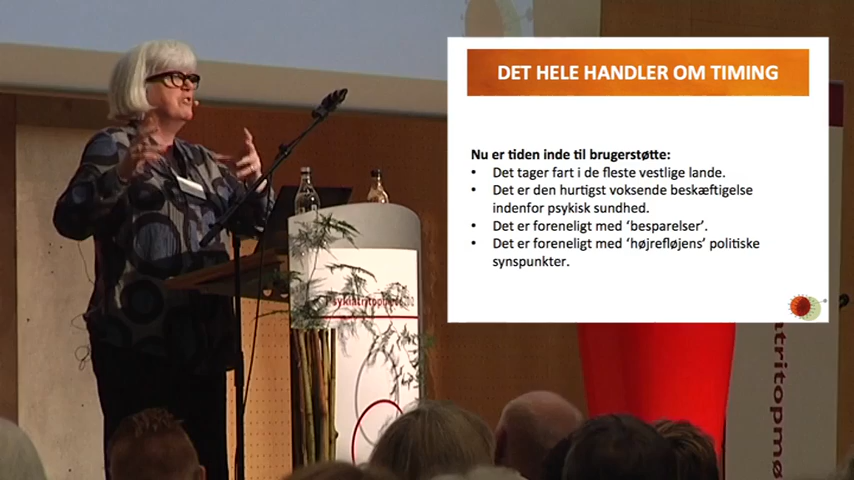 DET HELE HANDLER OM TIMING
Nu er tiden inde til brugerstøtte:
• Det tager fart i de fleste vestlige lande.
• Det er den hurtigst voksende beskæftigelse
indenfor psykisk sundhed.
• Det er foreneligt med ‘besparelser’.
• Det er foreneligt med ‘højrefløjens’ politiske
synspunkter.